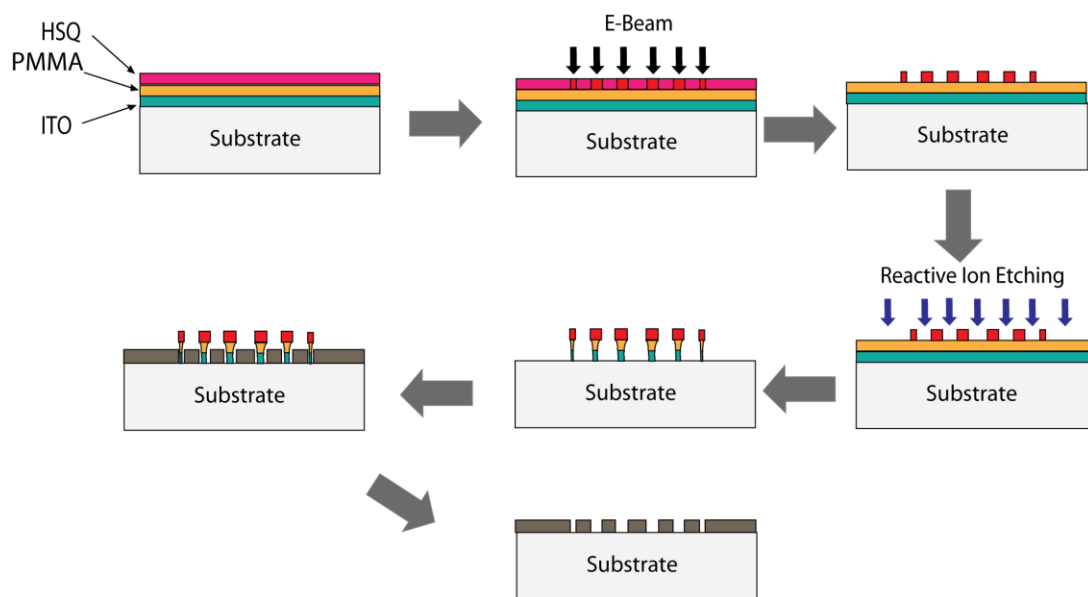 HSQ
PMMA
ITO
Substrate
E-Beam
Substrate
Substrate
Reactive Ion Etching
Substrate
Substrate
Substrate
Substrate